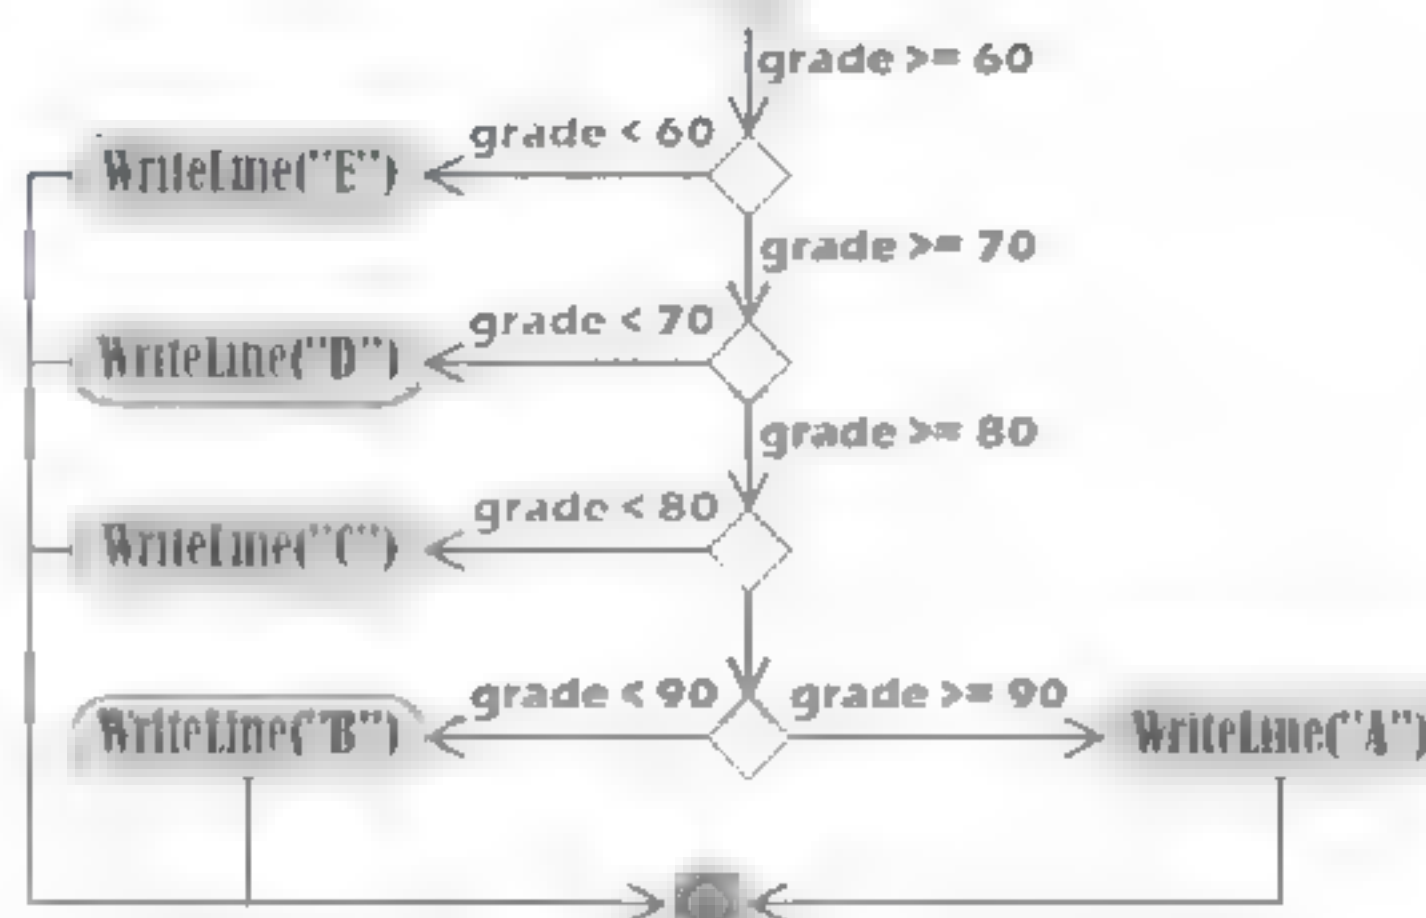 grade >= 60
grade < 60
WriteLine("E")
grade >= 70
grade < 70
WriteLine("D")
grade >= 80
grade < 80
WriteLine("C")
grade < 90
grade >= 90
WriteLine("B")
WriteLine("A")